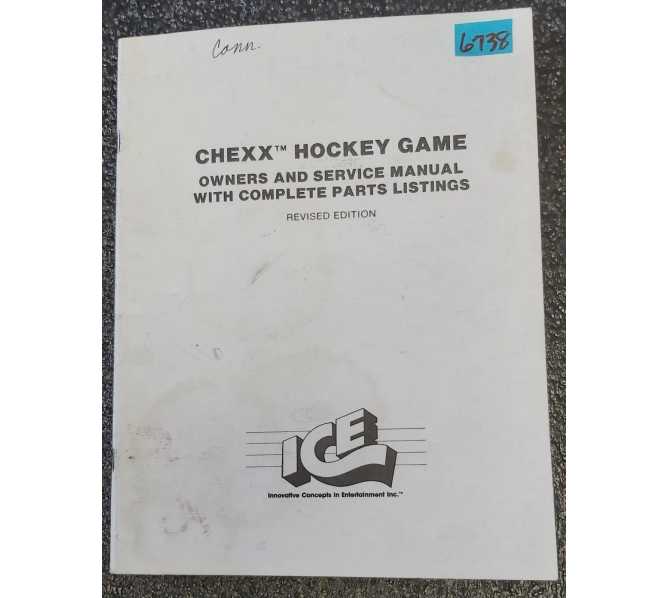 Conn.
6738
CHEXX™ HOCKEY GAME
OWNERS AND SERVICE MANUAL
WITH COMPLETE PARTS LISTINGS
REVISED EDITION
ICE
Innovative Concepts in Entertainment Inc.™